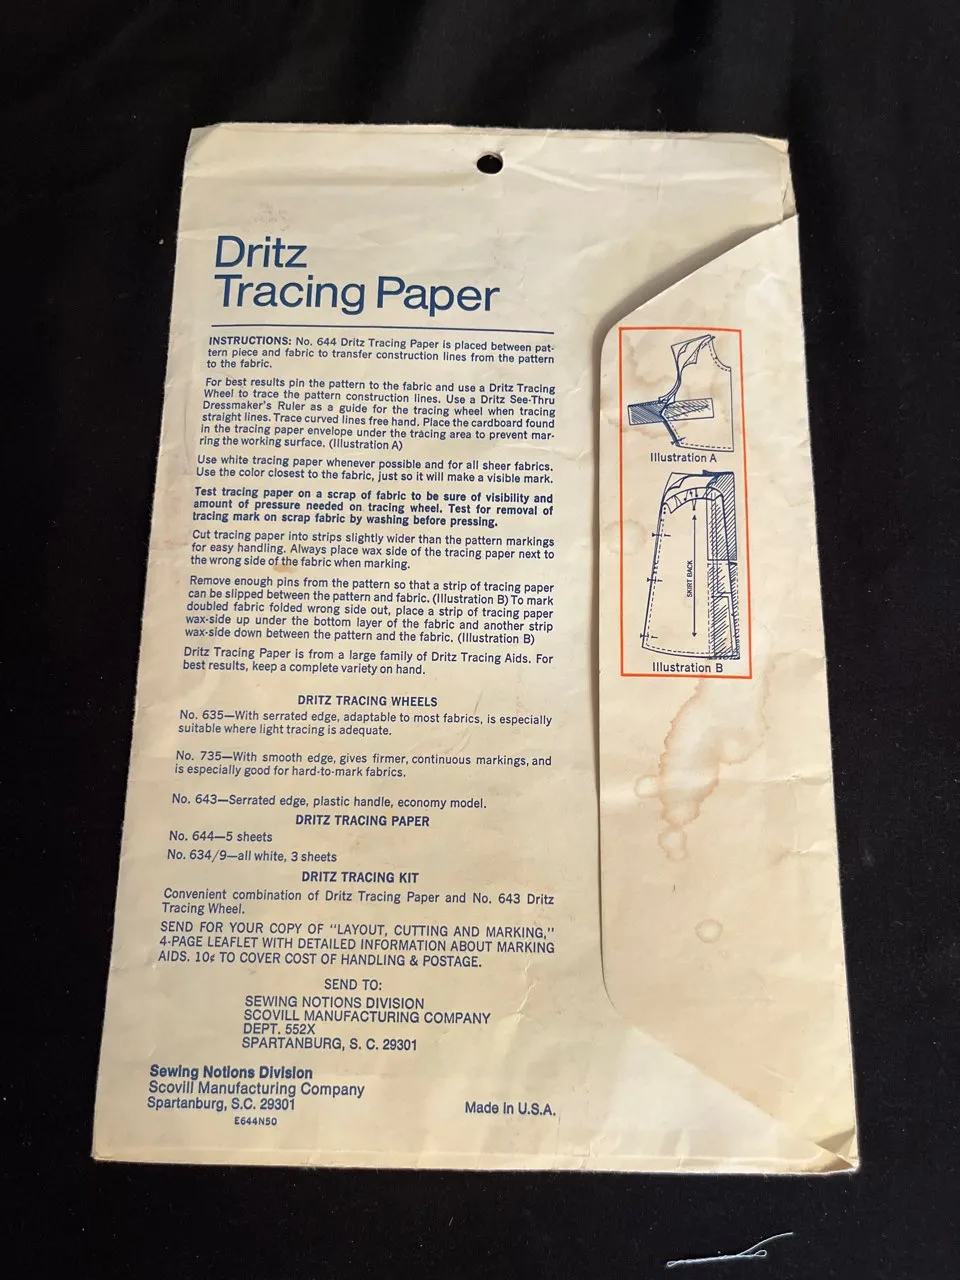 Dritz
Tracing Paper
INSTRUCTIONS: No. 644 Dritz Tracing Paper is placed between pat-
tern piece and fabric to transfer construction lines from the pattern
to the fabric.
For best results pin the pattern to the fabric and use a Dritz Tracing
Wheel to trace the pattern construction lines. Use a Dritz See-Thru
Dressmaker's Ruler as a guide for the tracing wheel when tracing
straight lines. Trace curved lines free hand. Place the cardboard found
in the tracing paper envelope under the tracing area to prevent mar-
ring the working surface. (Illustration A)
Use white tracing paper whenever possible and for all sheer fabrics.
Use the color closest to the fabric, just so it will make a visible mark.
Test tracing paper on a scrap of fabric to be sure of visibility and
amount of pressure needed on tracing wheel. Test for removal of
tracing mark on scrap fabric by washing before pressing.
Cut tracing paper into strips slightly wider than the pattern markings
for easy handling. Always place wax side of the tracing paper next to
the wrong side of the fabric when marking.
Remove enough pins from the pattern so that a strip of tracing paper
can be slipped between the pattern and fabric. (Illustration B) To mark
doubled fabric folded wrong side out, place a strip of tracing paper
wax-side up under the bottom layer of the fabric and another strip
wax-side down between the pattern and the fabric. (Illustration B)
Dritz Tracing Paper is from a large family of Dritz Tracing Aids. For
best results, keep a complete variety on hand.
DRITZ TRACING WHEELS
No. 635—With serrated edge, adaptable to most fabrics, is especially
suitable where light tracing is adequate.
No. 735—With smooth edge, gives firmer, continuous markings, and
is especially good for hard-to-mark fabrics.
No. 643—Serrated edge, plastic handle, economy model.
DRITZ TRACING PAPER
No. 644—5 sheets
No. 634/9—all white, 3 sheets
DRITZ TRACING KIT
Convenient combination of Dritz Tracing Paper and No. 643 Dritz
Tracing Wheel.
SEND FOR YOUR COPY OF "LAYOUT, CUTTING AND MARKING,"
4-PAGE LEAFLET WITH DETAILED INFORMATION ABOUT MARKING
AIDS. 10¢ TO COVER COST OF HANDLING & POSTAGE.
SEND TO:
SEWING NOTIONS DIVISION
SCOVILL MANUFACTURING COMPANY
DEPT. 552X
SPARTANBURG, S. C. 29301
Sewing Notions Division
Scovill Manufacturing Company
Spartanburg, S.C. 29301
E644N50
Made In U.S.A.
Illustration A
SKIRT BACK
Illustration B